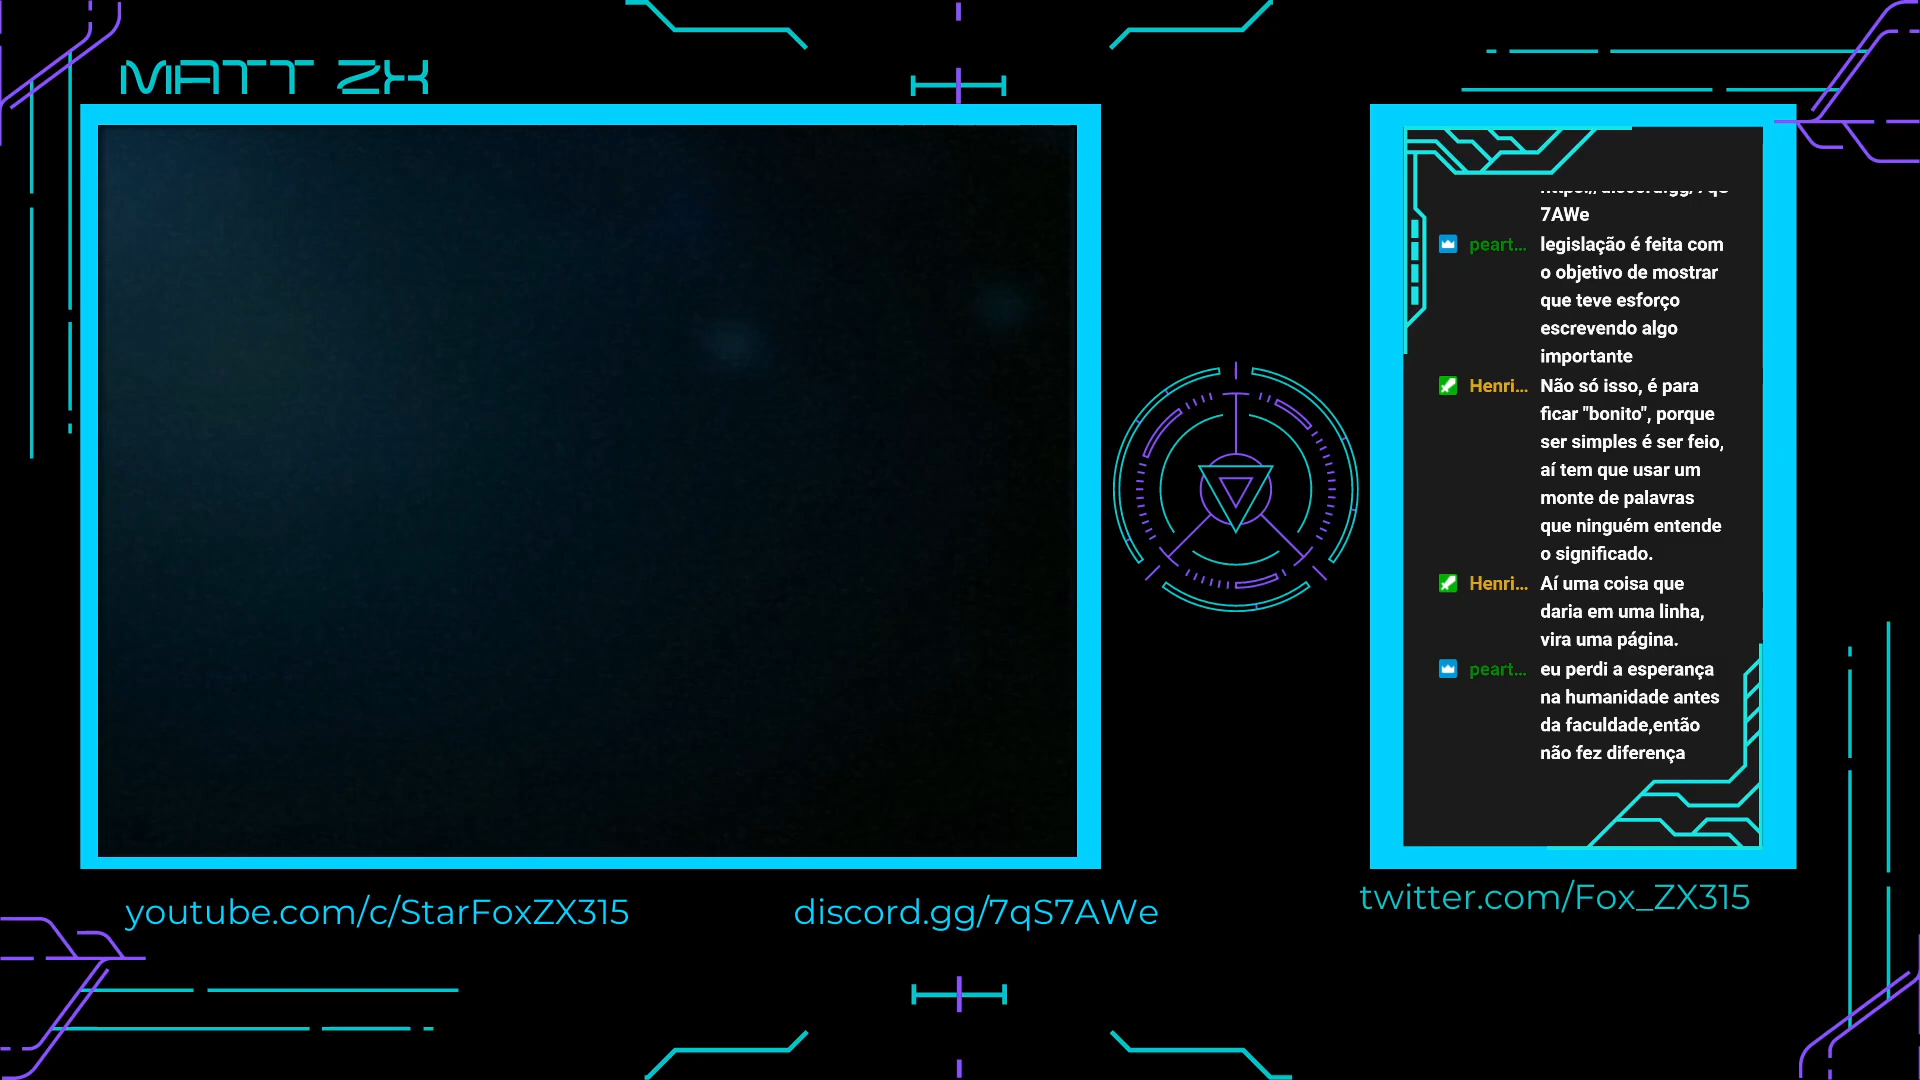 MATT ZX
7AWe
peart... legislação é feita com
o objetivo de mostrar
que teve esforço
escrevendo algo
importante
Henri... Não só isso, é para
ficar "bonito", porque
ser simples é ser feio,
aí tem que usar um
monte de palavras
que ninguém entende
o significado.
Henri... Aí uma coisa que
daria em uma linha,
vira uma página.
peart... eu perdi a esperança
na humanidade antes
da faculdade,então
não fez diferença
youtube.com/c/StarFoxZX315
discord.gg/7qS7AWe
twitter.com/Fox_ZX315